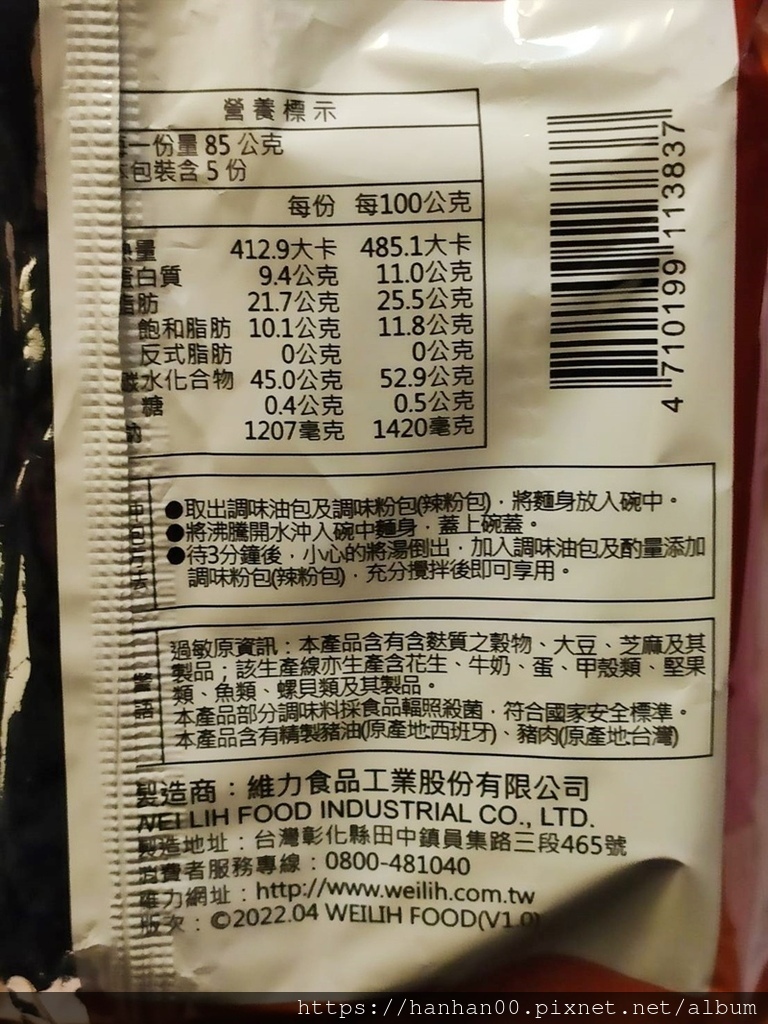 營養標示
一份量 85 公克
包裝含 5 份
每份 每100公克
量 412.9大卡 485.1大卡
白質 9.4公克 11.0公克
脂肪 21.7公克 25.5公克
飽和脂肪 10.1公克 11.8公克
反式脂肪 0公克 0公克
水化合物 45.0公克 52.9公克
糖 0.4公克 0.5公克
鈉 1207毫克 1420毫克
4 710199 113837
●取出調味油包及調味粉包(辣粉包)，將麵身放入碗中。
●將沸騰開水沖入碗中麵身，蓋上碗蓋。
●待3分鐘後，小心的將湯倒出，加入調味油包及酌量添加
調味粉包(辣粉包)，充分攪拌後即可享用。
警語
過敏原資訊：本產品含有含麩質之穀物、大豆、芝麻及其
製品；該生產線亦生產含花生、牛奶、蛋、甲殼類、堅果
類、魚類、螺貝類及其製品。
本產品部分調味料採食品輻照殺菌，符合國家安全標準。
本產品含有精製豬油(原產地:西班牙)、豬肉(原產地:台灣)
製造商：維力食品工業股份有限公司
WEI LIH FOOD INDUSTRIAL CO., LTD.
製造地址：台灣彰化縣田中鎮員集路三段465號
消費者服務專線：0800-481040
維力網址：http://www.weilih.com.tw
版次：©2022.04 WEILIH FOOD(V1.0)
https://hanhan00.pixnet.net/album